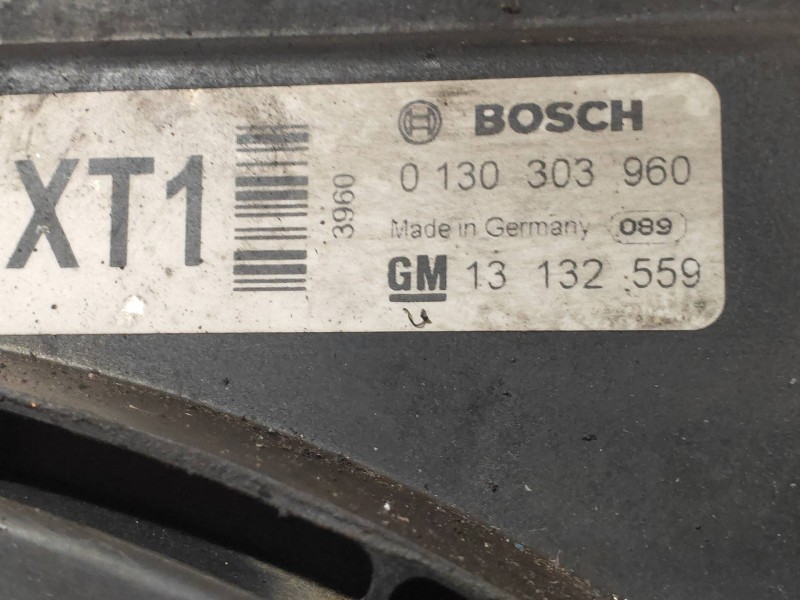 XT1
3960
BOSCH
0 130 303 960
Made in Germany 089
GM 13 132 559